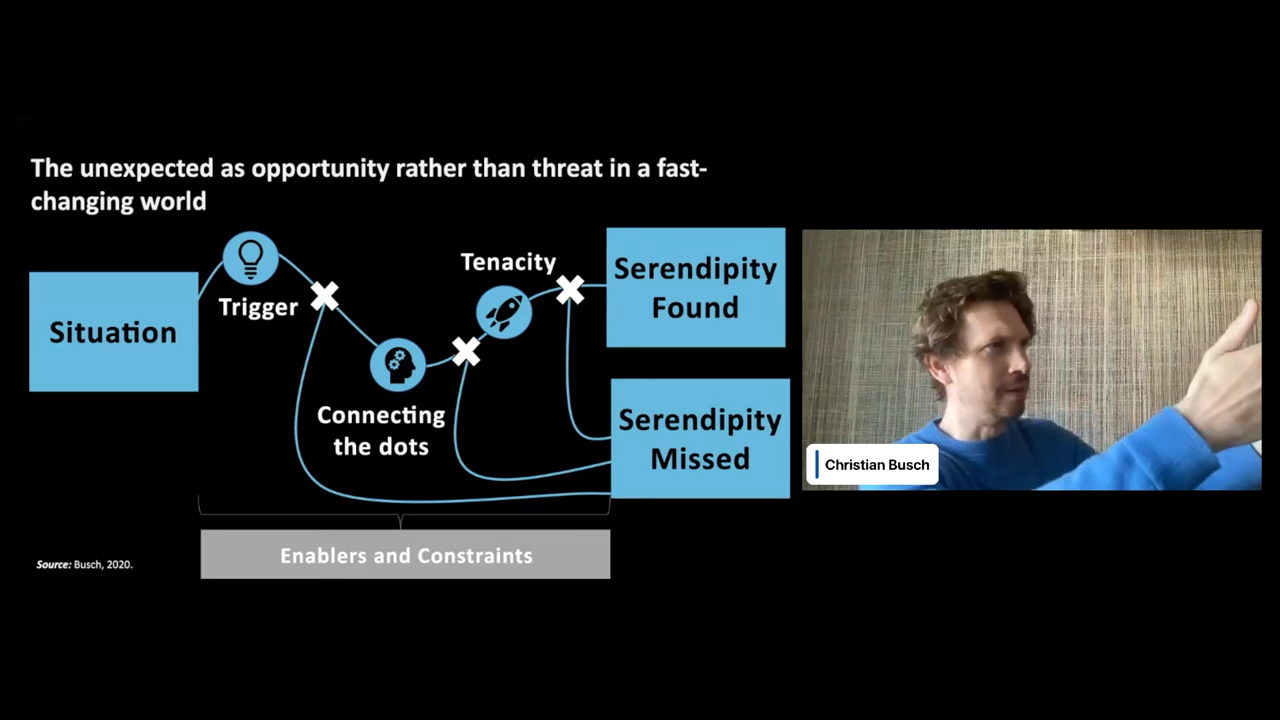 The unexpected as opportunity rather than threat in a fast-
changing world
Situation
Trigger
Connecting
the dots
Tenacity
Serendipity
Found
Serendipity
Missed
Enablers and Constraints
Source: Busch, 2020.
Christian Busch